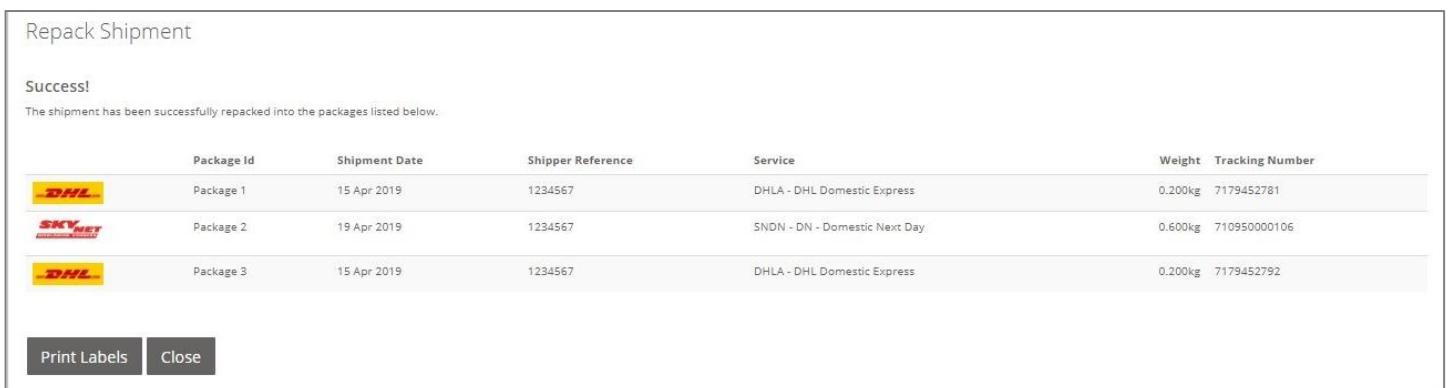 Repack Shipment
Success!
The shipment has been successfully repacked into the packages listed below.
Package Id Shipment Date Shipper Reference Service Weight Tracking Number
DHL Package 1 15 Apr 2019 1234567 DHLA - DHL Domestic Express 0.200kg 7179452781
SKYNET Package 2 19 Apr 2019 1234567 SNDN - DN - Domestic Next Day 0.600kg 710950000106
DHL Package 3 15 Apr 2019 1234567 DHLA - DHL Domestic Express 0.200kg 7179452792
Print Labels Close